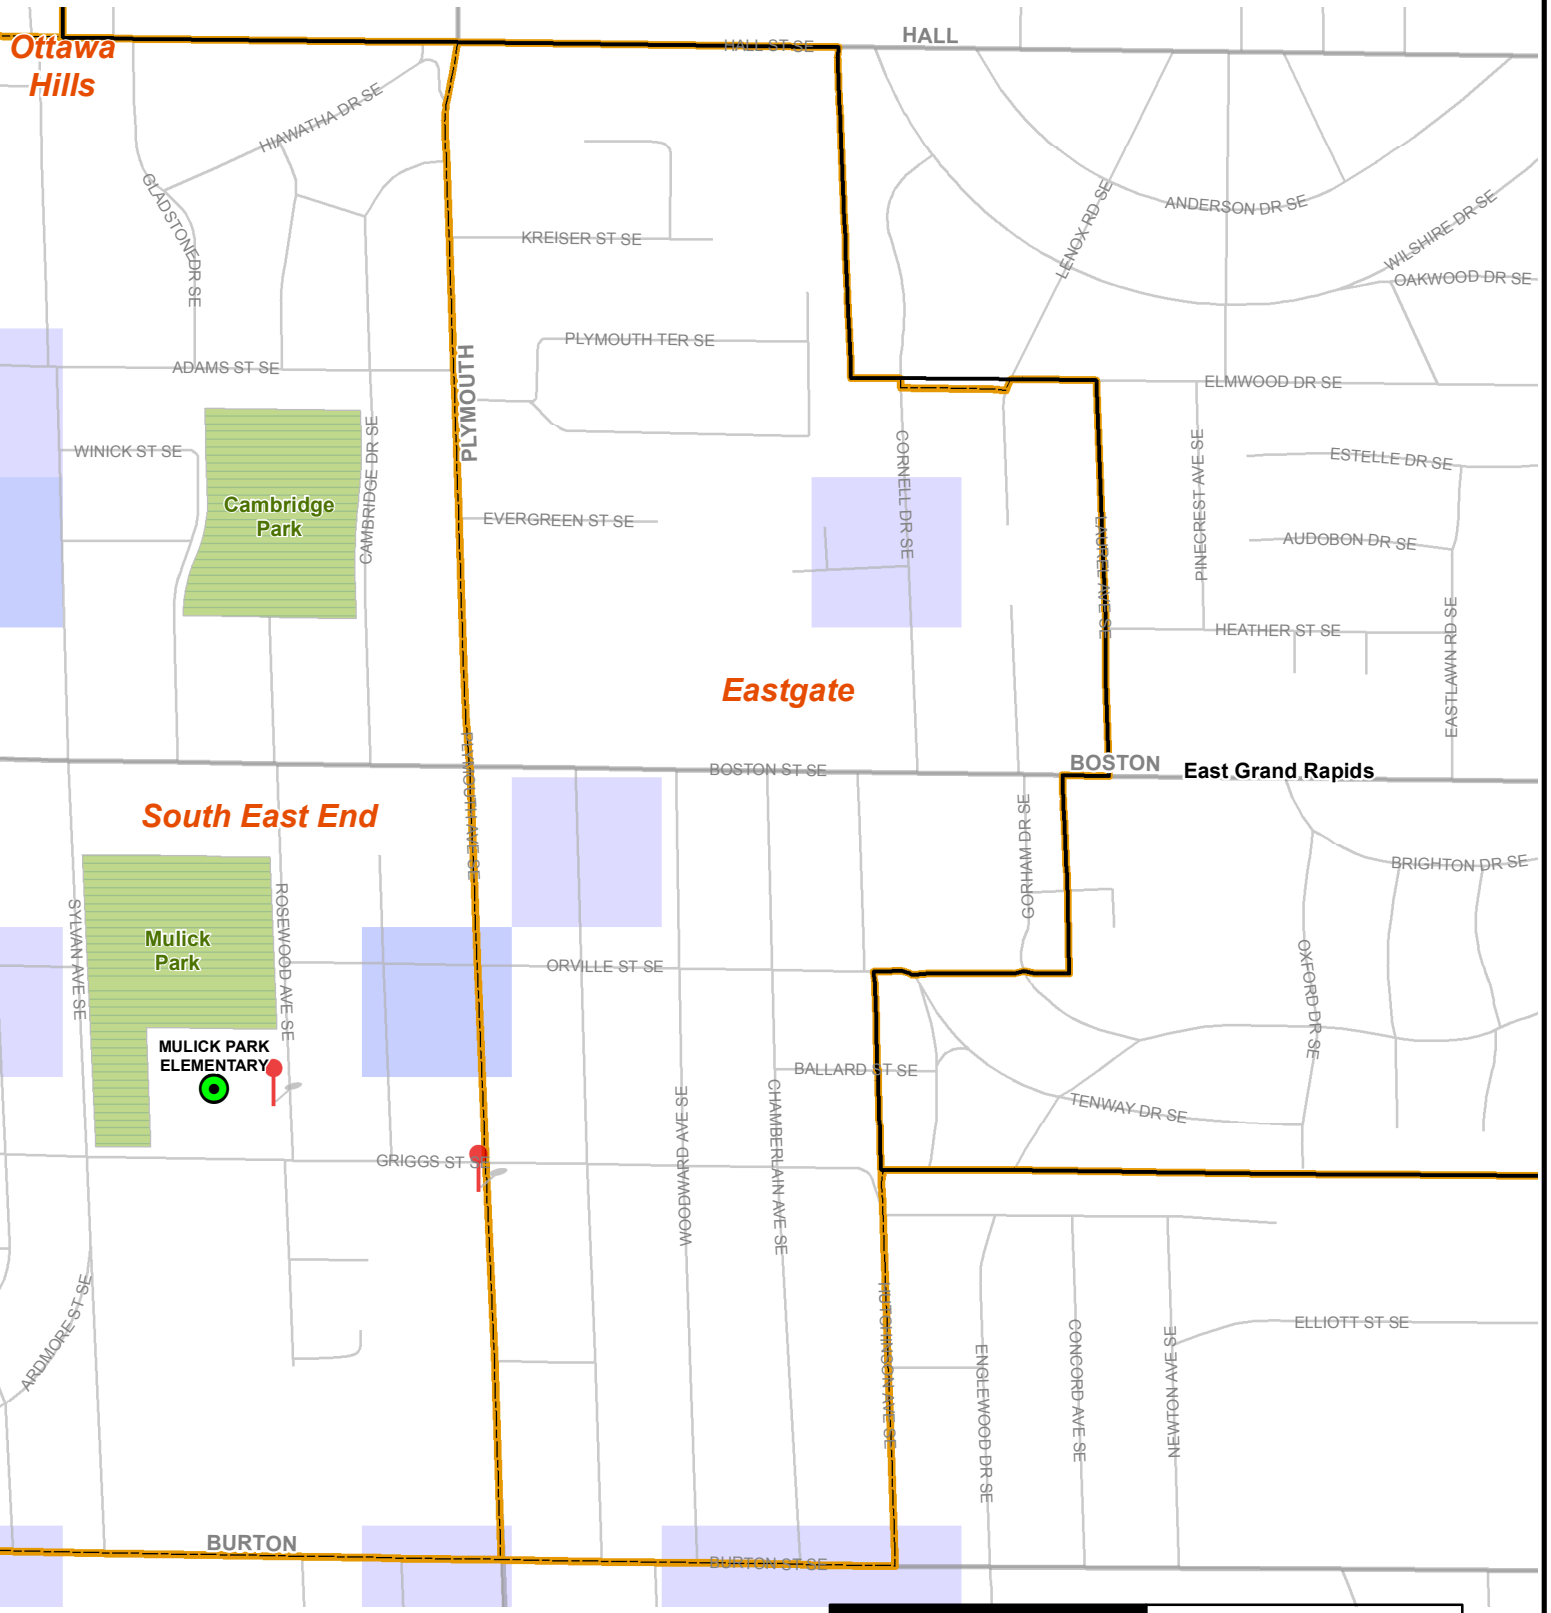 HALL
HALL ST SE
Ottawa
Hills
HIAWATHA DR SE
GLADSTONE DR SE
KREISER ST SE
LENOX RD SE
ANDERSON DR SE
WILSHIRE DR SE
OAKWOOD DR SE
PLYMOUTH TER SE
ADAMS ST SE
PLYMOUTH
ELMWOOD DR SE
WINICK ST SE
CAMBRIDGE DR SE
CORNELL DR SE
PINECREST AVE SE
ESTELLE DR SE
Cambridge
Park
EVERGREEN ST SE
LAUREL AVE SE
AUDOBON DR SE
HEATHER ST SE
EASTLAWN RD SE
Eastgate
BOSTON
BOSTON ST SE
East Grand Rapids
PLYMOUTH AVE SE
South East End
GORHAM DR SE
BRIGHTON DR SE
SYLVAN AVE SE
ROSEWOOD AVE SE
Mulick
Park
ORVILLE ST SE
OXFORD DR SE
MULICK PARK
ELEMENTARY
BALLARD ST SE
WOODWARD AVE SE
CHAMBERLAIN AVE SE
TENWAY DR SE
GRIGGS ST SE
ARDMORE ST SE
HUTCHINSON AVE SE
ENGLEWOOD DR SE
CONCORD AVE SE
NEWTON AVE SE
ELLIOTT ST SE
BURTON
BURTON ST SE